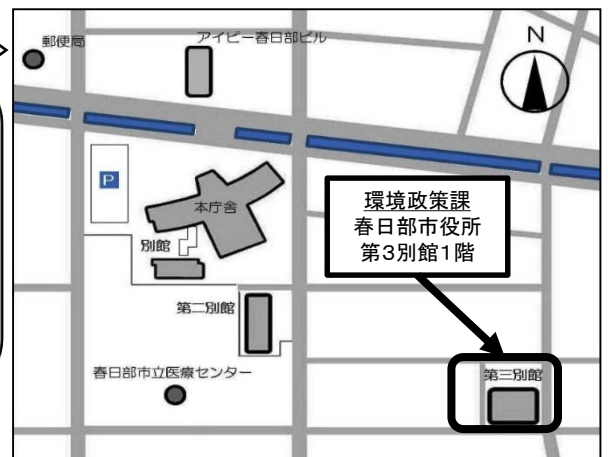 郵便局
アイピー春日部ビル
N
P
本庁舎
別館
環境政策課
春日部市役所
第3別館1階
第二別館
春日部市立医療センター
第三別館